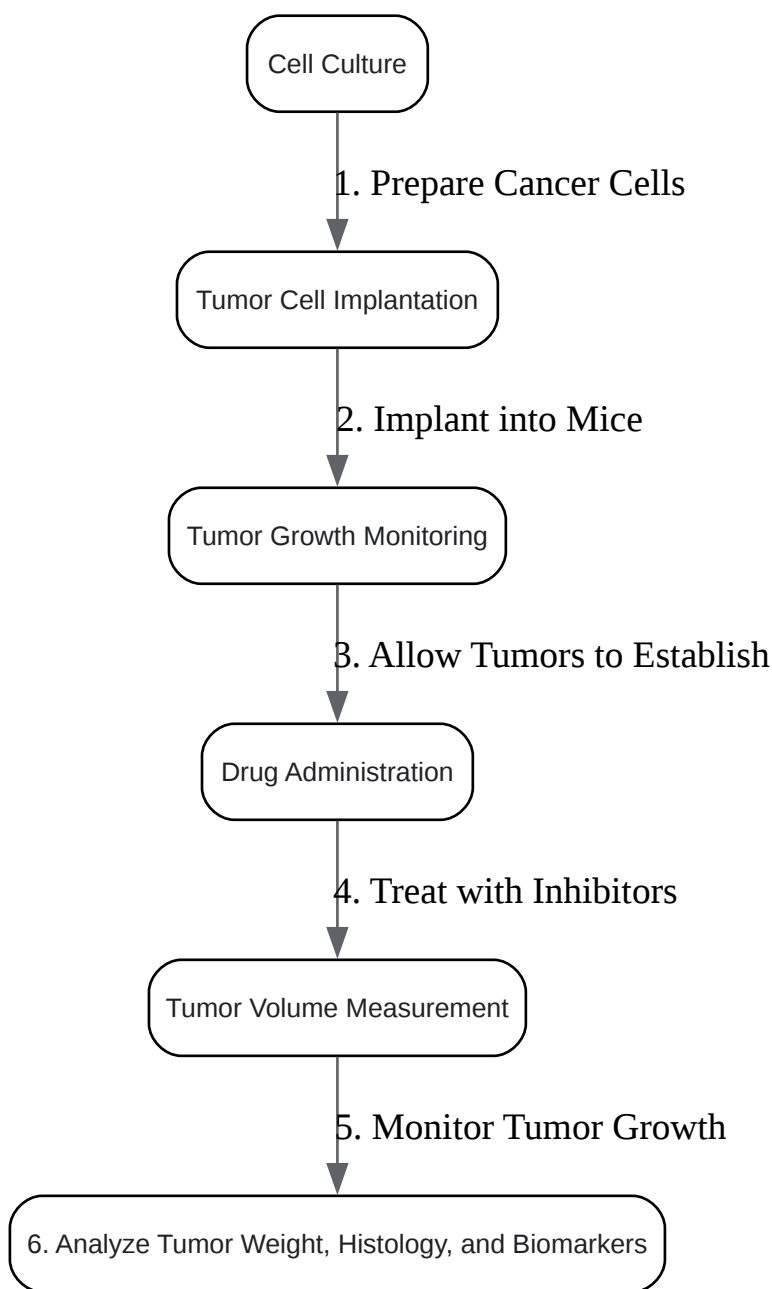 Cell Culture
1. Prepare Cancer Cells
Tumor Cell Implantation
2. Implant into Mice
Tumor Growth Monitoring
3. Allow Tumors to Establish
Drug Administration
4. Treat with Inhibitors
Tumor Volume Measurement
5. Monitor Tumor Growth
6. Analyze Tumor Weight, Histology, and Biomarkers